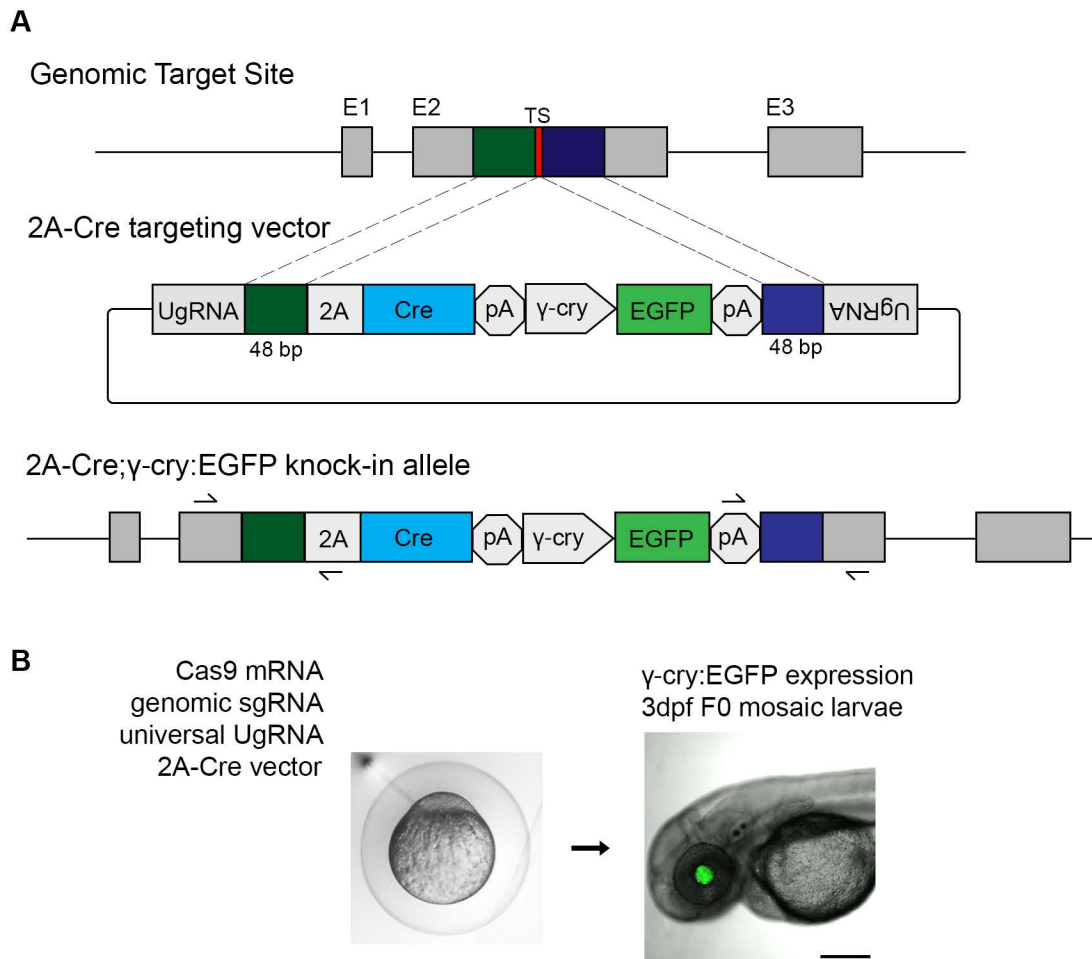 A
Genomic Target Site
E1
E2
TS
E3
2A-Cre targeting vector
UgRNA
2A
Cre
pA
γ-cry
EGFP
pA
UgRNA
48 bp
48 bp
2A-Cre;γ-cry:EGFP knock-in allele
2A
Cre
pA
γ-cry
EGFP
pA
B
Cas9 mRNA
genomic sgRNA
universal UgRNA
2A-Cre vector
γ-cry:EGFP expression
3dpf F0 mosaic larvae